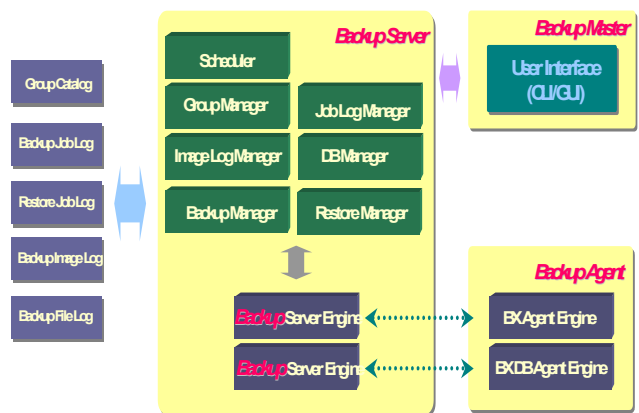 Group Catalog
Backup Job Log
Restore Job Log
Backup Image Log
Backup File Log
Backup Server
Scheduler
Group Manager
Job Log Manager
Image Log Manager
DB Manager
Backup Manager
Restore Manager
Backup Server Engine
Backup Server Engine
Backup Master
User Interface
(CLI/GUI)
Backup Agent
BX Agent Engine
BX DB Agent Engine